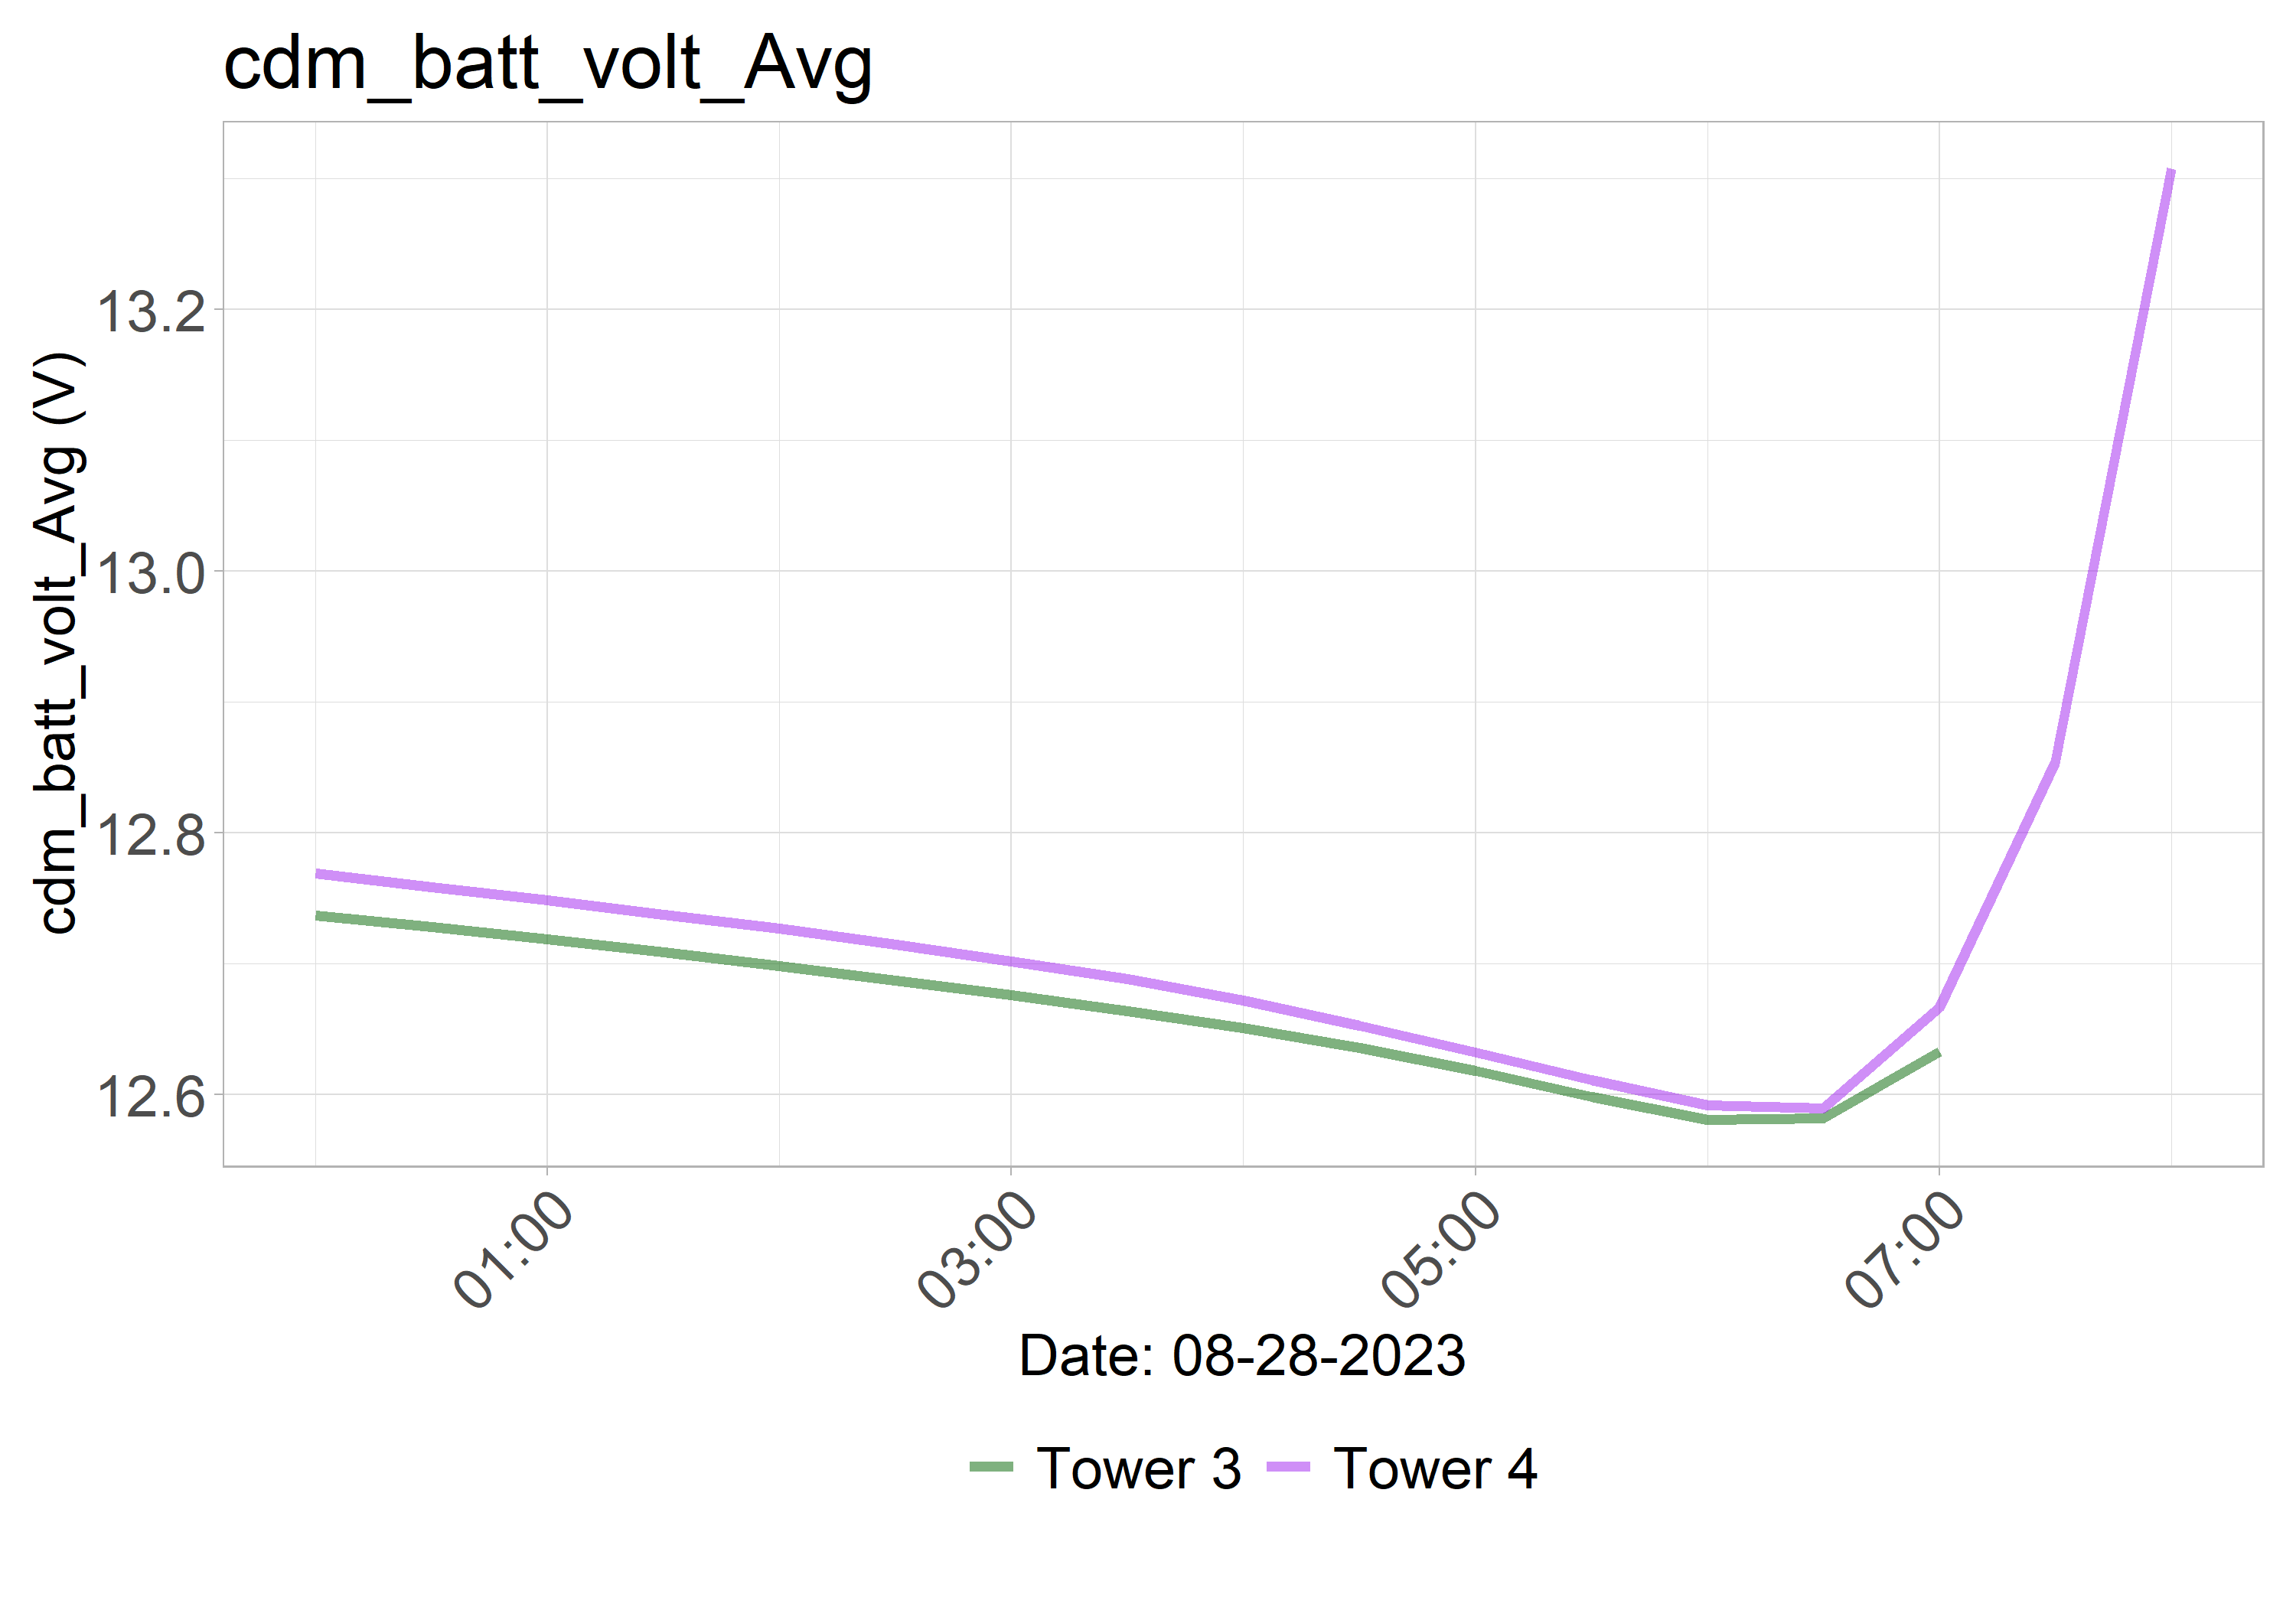 cdm_batt_volt_Avg
cdm_batt_volt_Avg (V)
13.2
13.0
12.8
12.6
01:00
03:00
05:00
07:00
Date: 08-28-2023
Tower 3
Tower 4